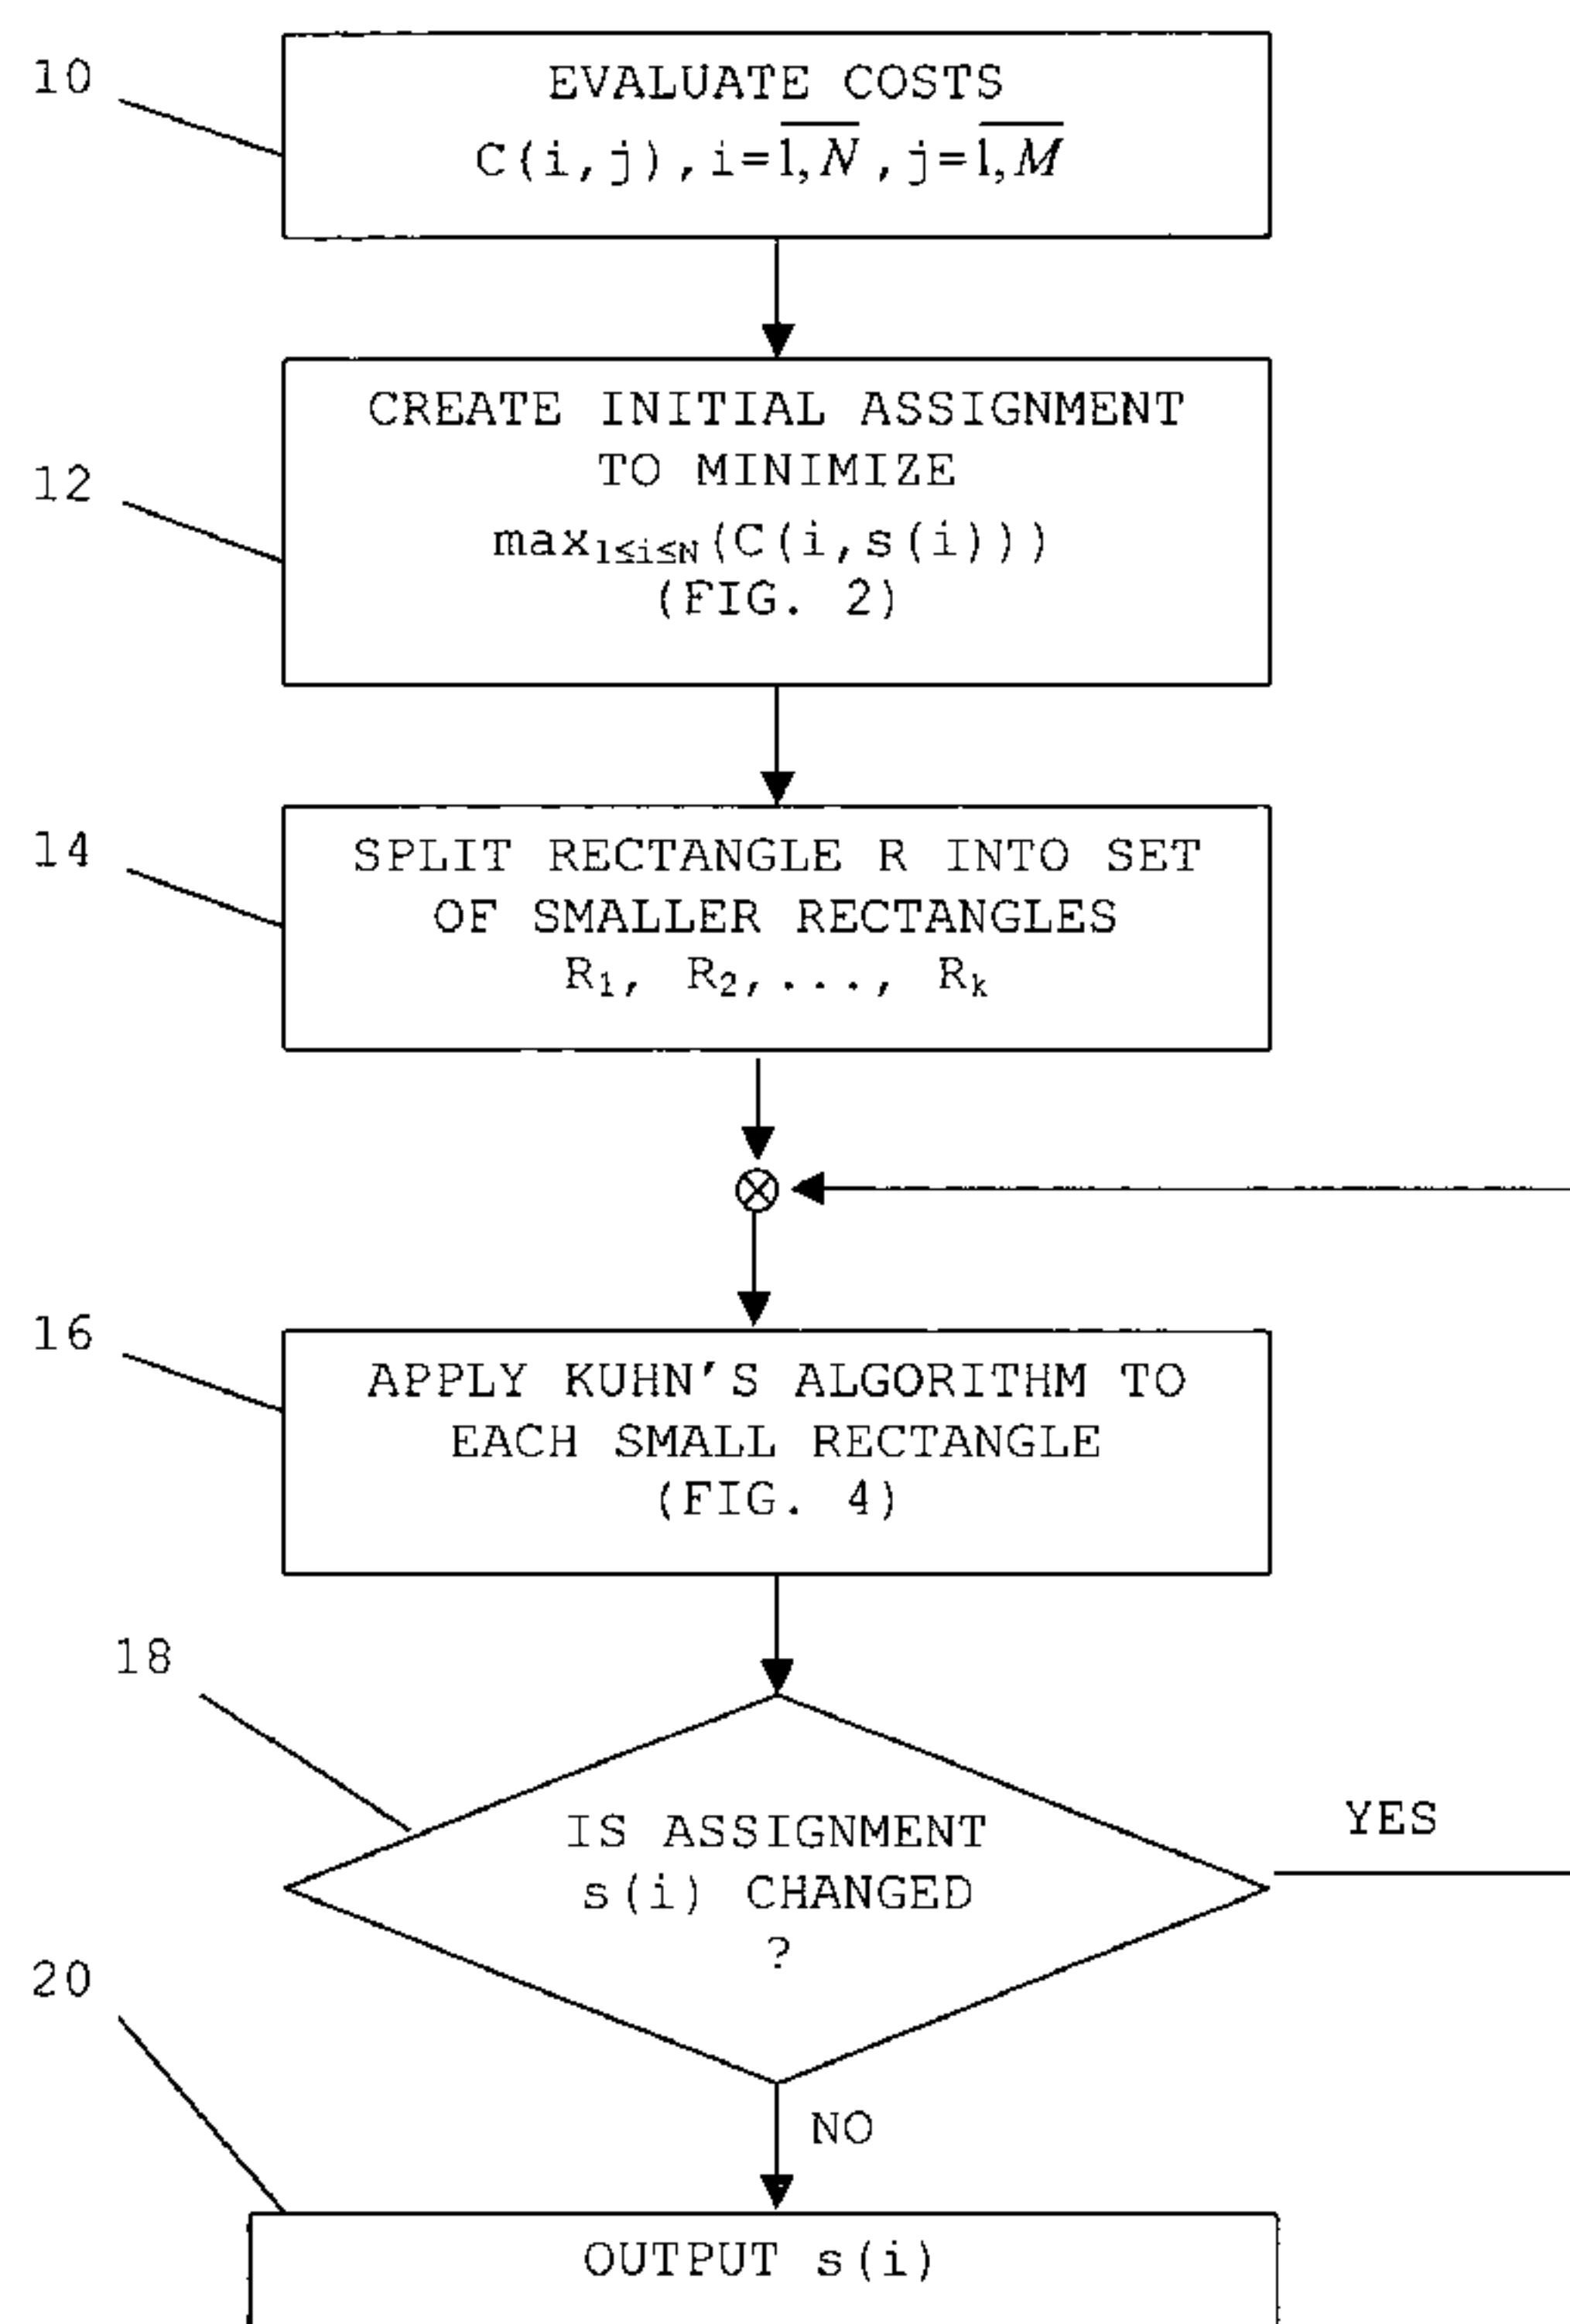 10
EVALUATE COSTS
C(i,j),i=1,N,j=1,M
12
CREATE INITIAL ASSIGNMENT
TO MINIMIZE
max1≤i≤N(C(i,s(i)))
(FIG. 2)
14
SPLIT RECTANGLE R INTO SET
OF SMALLER RECTANGLES
R1, R2,..., Rk
16
APPLY KUHN'S ALGORITHM TO
EACH SMALL RECTANGLE
(FIG. 4)
18
IS ASSIGNMENT
s(i) CHANGED
?
YES
20
NO
OUTPUT s(i)